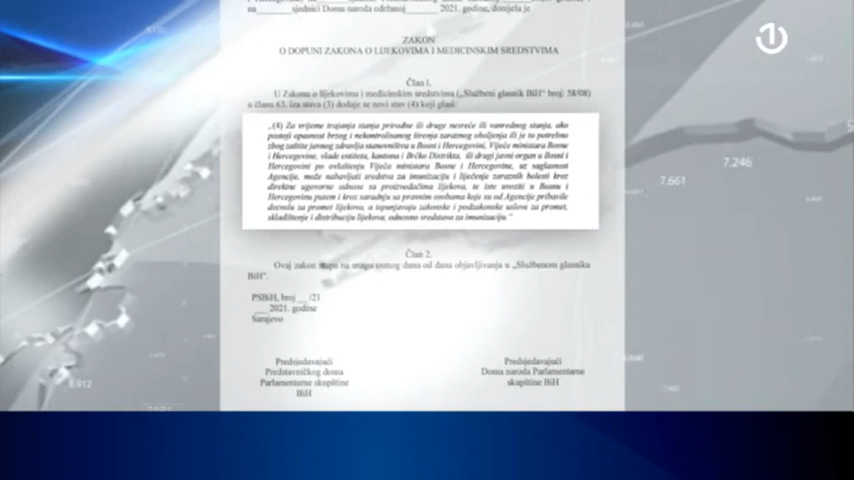 na________ sjednici Doma naroda održanoj_______ 2021. godine, donijela je
ZAKON
O DOPUNI ZAKONA O LIJEKOVIMA I MEDICINSKIM SREDSTVIMA
Član 1.
U Zakonu o lijekovima i medicinskim sredstvima („Službeni glasnik BiH“ broj: 58/08)
u članu 63. iza stava (3) dodaje se novi stav (4) koji glasi:
„(4) Za vrijeme trajanja stanja prirodne ili druge nesreće ili vanrednog stanja, ako
postoji opasnost brzog i nekontrolisanog širenja zaraznog oboljenja ili je to potrebno
zbog zaštite javnog zdravlja stanovništva u Bosni i Hercegovini, Vijeće ministara Bosne
i Hercegovine, vlade entiteta, kantona i Brčko Distrikta, ili drugi javni organ u Bosni i
Hercegovini po ovlaštenju Vijeća ministara Bosne i Hercegovine, uz saglasnost
Agencije, može nabavljati sredstva za imunizaciju i liječenje zaraznih bolesti kroz
direktne ugovorne odnose sa proizvođačima lijekova, te iste uvoziti u Bosnu i
Hercegovinu putem i kroz saradnju sa pravnim osobama koje su od Agencije pribavile
dozvolu za promet lijekova, a ispunjavaju zakonske i podzakonske uslove za promet,
skladištenje i distribuciju lijekova, odnosno sredstava za imunizaciju.“
Član 2.
Ovaj zakon stupa na snagu osmog dana od dana objavljivanja u „Službenom glasniku
BiH“.
PSBiH, broj __ /21
___ 2021. godine
Sarajevo
Predsjedavajući
Predstavničkog doma
Parlamentarne skupštine
BiH
Predsjedavajući
Doma naroda Parlamentarne
skupštine BiH
7.661
7.246
8.912